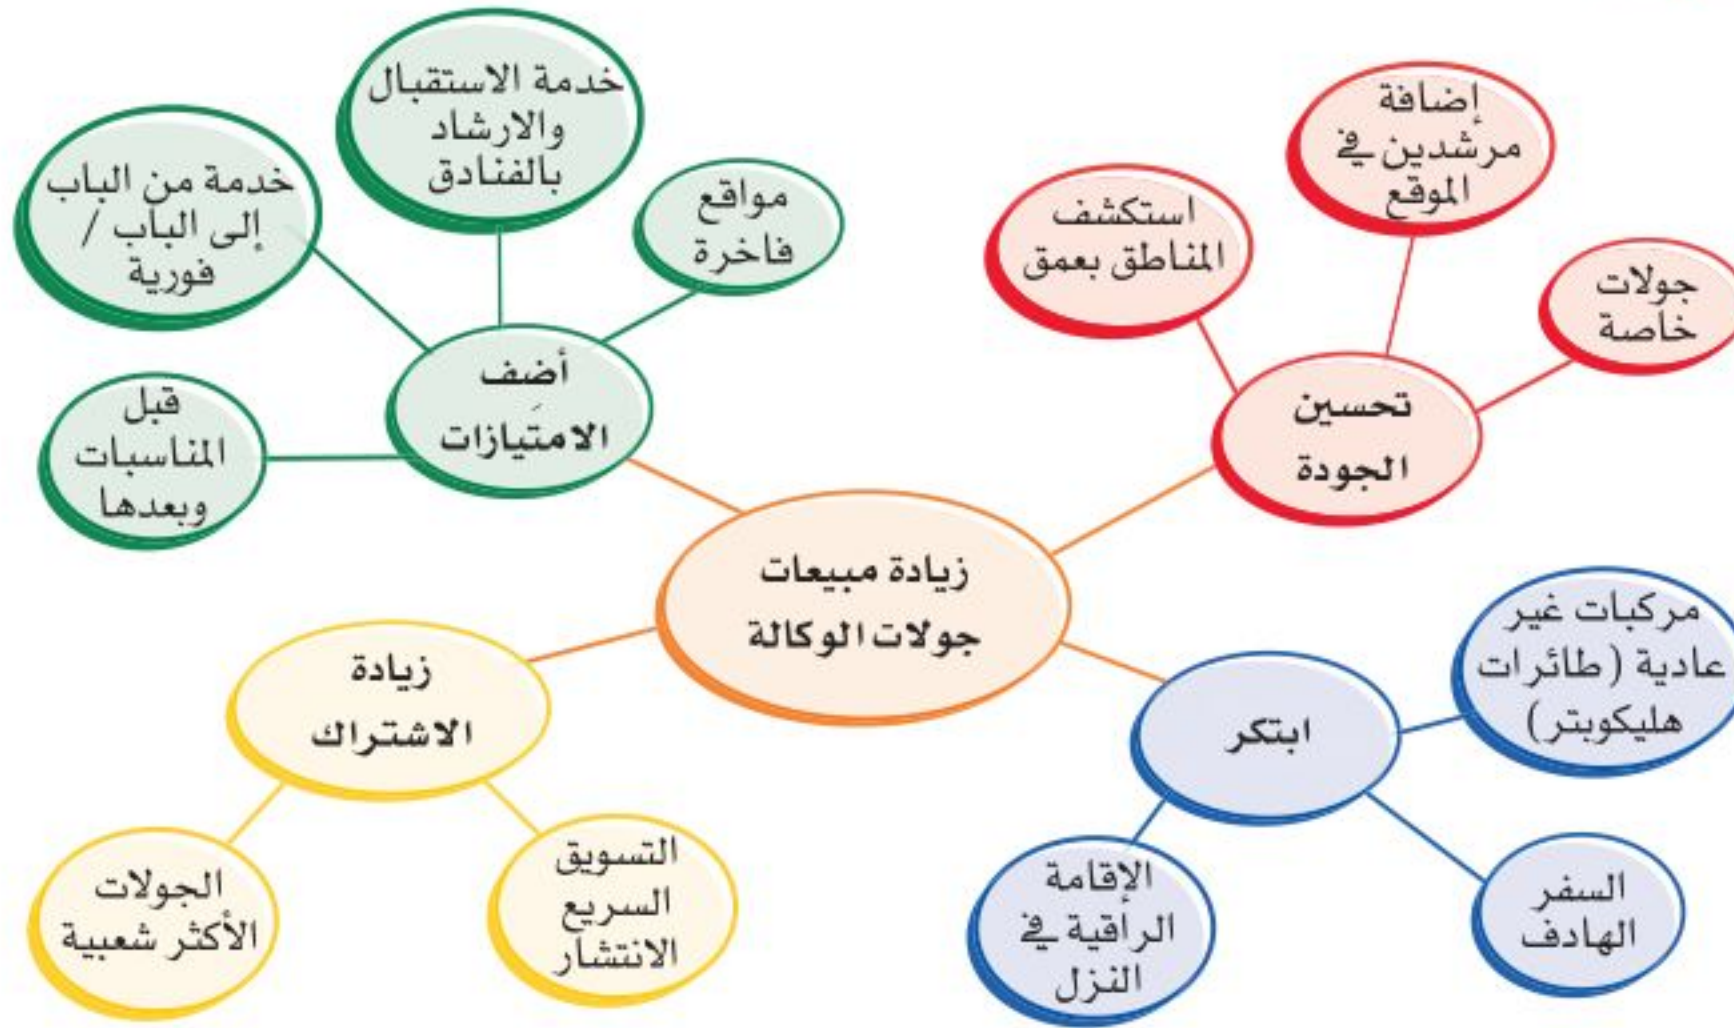 زيادة مبيعات
جولات الوكالة
تحسين
الجودة
إضافة
مرشدين في
الموقع
استكشف
المناطق بعمق
جولات
خاصة
أضف
الامتيازات
مواقع
فاخرة
خدمة الاستقبال
والارشاد
بالفنادق
خدمة من الباب
إلى الباب /
فورية
قبل
المناسبات
وبعدها
ابتكر
مركبات غير
عادية (طائرات
هليكوبتر)
السفر
الهادف
الإقامة
الراقية في
النزل
زيادة
الاشتراك
التسويق
السريع
الانتشار
الجولات
الأكثر شعبية